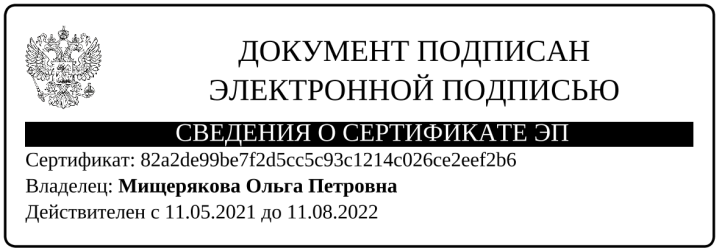 ДОКУМЕНТ ПОДПИСАН
ЭЛЕКТРОННОЙ ПОДПИСЬЮ
СВЕДЕНИЯ О СЕРТИФИКАТЕ ЭП
Сертификат: 82a2de99be7f2d5cc5c93c1214c026ce2eef2b6
Владелец: Мищерякова Ольга Петровна
Действителен с 11.05.2021 до 11.08.2022